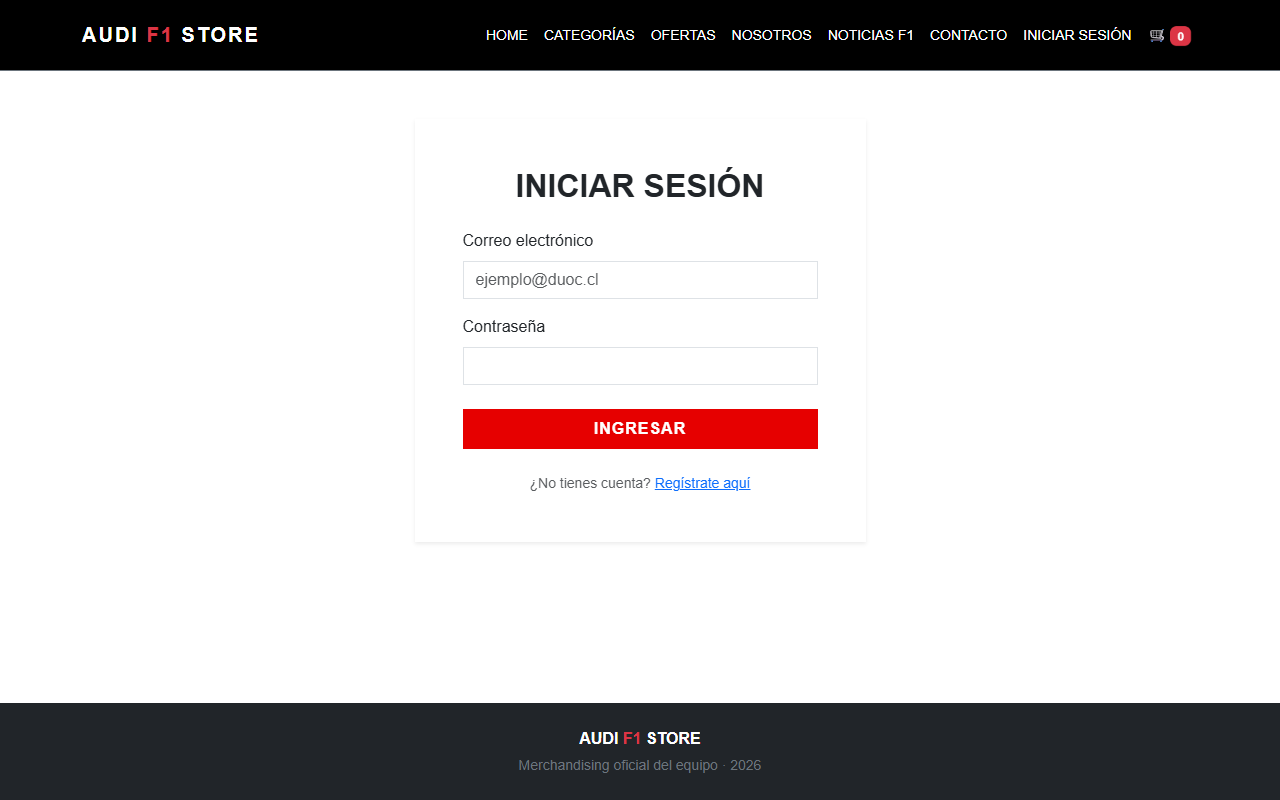 AUDI F1 STORE
HOME CATEGORÍAS OFERTAS NOSOTROS NOTICIAS F1 CONTACTO INICIAR SESIÓN 0
INICIAR SESIÓN
Correo electrónico
ejemplo@duoc.cl
Contraseña
INGRESAR
¿No tienes cuenta? Regístrate aquí
AUDI F1 STORE
Merchandising oficial del equipo · 2026